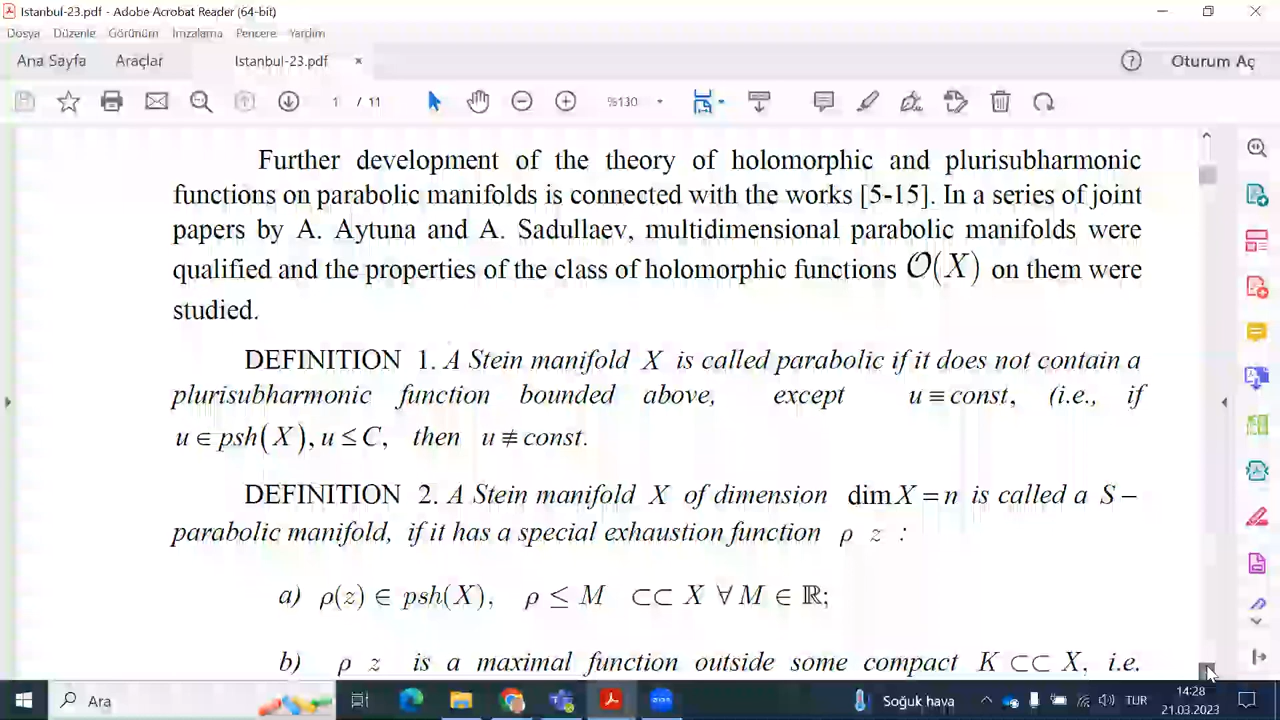 Istanbul-23.pdf - Adobe Acrobat Reader (64-bit)
Dosya Düzenle Görünüm İmzalama Pencere Yardım
Ana Sayfa Araçlar Istanbul-23.pdf × Oturum Aç
1 / 11 %130
Further development of the theory of holomorphic and plurisubharmonic
functions on parabolic manifolds is connected with the works [5-15]. In a series of joint
papers by A. Aytuna and A. Sadullaev, multidimensional parabolic manifolds were
qualified and the properties of the class of holomorphic functions 𝒪(X) on them were
studied.
DEFINITION 1. A Stein manifold X is called parabolic if it does not contain a
plurisubharmonic function bounded above, except u ≡ const, (i.e., if
u ∈ psh(X), u ≤ C, then u ≢ const.
DEFINITION 2. A Stein manifold X of dimension dim X = n is called a S –
parabolic manifold, if it has a special exhaustion function ρ z :
a) ρ(z) ∈ psh(X), ρ ≤ M ⊂⊂ X ∀ M ∈ ℝ;
b) ρ z is a maximal function outside some compact K ⊂⊂ X, i.e.
Ara Soğuk hava TUR 14:28
21.03.2023